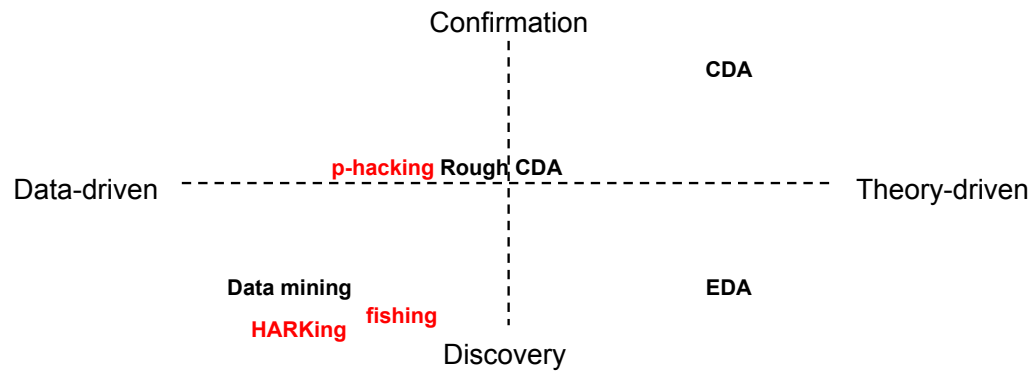 Confirmation
CDA
p-hacking Rough CDA
Data-driven
Theory-driven
Data mining
EDA
fishing
HARKing
Discovery